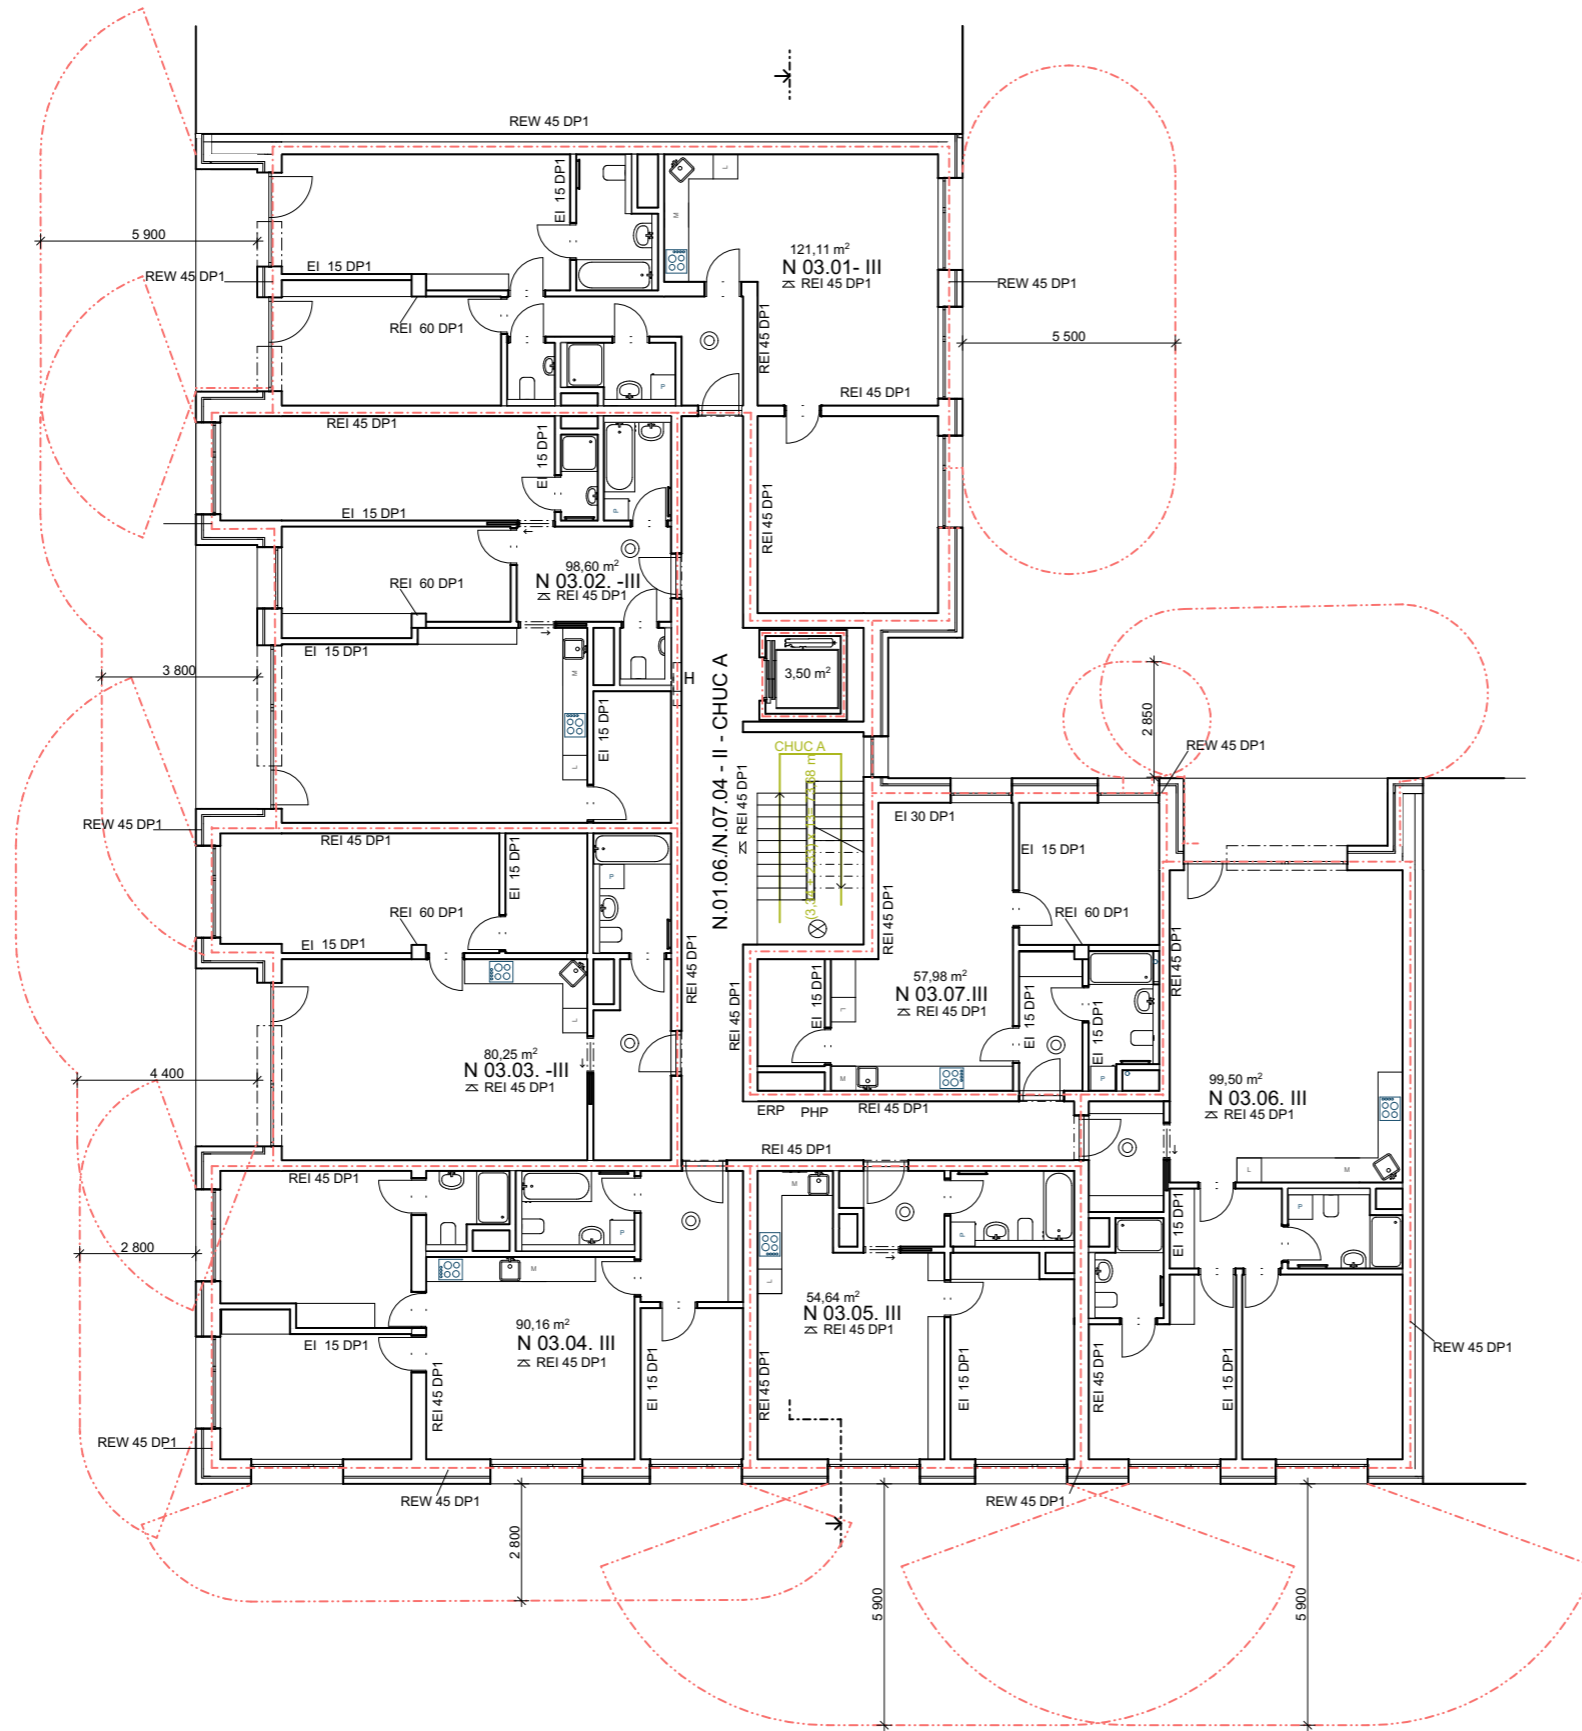 REW 45 DP1
5 900
REW 45 DP1
EI 15 DP1
EI 15 DP1
REI 60 DP1
L
M
121,11 m²
N 03.01- III
REI 45 DP1
REI 45 DP1
REI 45 DP1
REW 45 DP1
5 500
P
REI 45 DP1
EI 15 DP1
EI 15 DP1
P
REI 45 DP1
98,60 m²
N 03.02. -III
REI 45 DP1
REI 60 DP1
EI 15 DP1
3 800
M
L
EI 15 DP1
H
N.01.06./N.07.04 - II - CHUC A
REI 45 DP1
3,50 m²
CHUC A
2 850
REW 45 DP1
REW 45 DP1
REI 45 DP1
EI 15 DP1
P
REI 60 DP1
EI 15 DP1
REI 45 DP1
EI 30 DP1
EI 15 DP1
REI 60 DP1
REI 45 DP1
REI 45 DP1
57,98 m²
N 03.07.III
REI 45 DP1
EI 15 DP1
L
M
EI 15 DP1
EI 15 DP1
P
REI 45 DP1
L
80,25 m²
N 03.03. -III
REI 45 DP1
4 400
ERP PHP REI 45 DP1
REI 45 DP1
99,50 m²
N 03.06. III
REI 45 DP1
L
M
REI 45 DP1
2 800
P
M
90,16 m²
N 03.04. III
REI 45 DP1
EI 15 DP1
REI 45 DP1
EI 15 DP1
REW 45 DP1
REW 45 DP1
2 800
M
L
54,64 m²
N 03.05. III
REI 45 DP1
REI 45 DP1
P
EI 15 DP1
5 900
REW 45 DP1
EI 15 DP1
P
REI 45 DP1
EI 15 DP1
REW 45 DP1
5 900